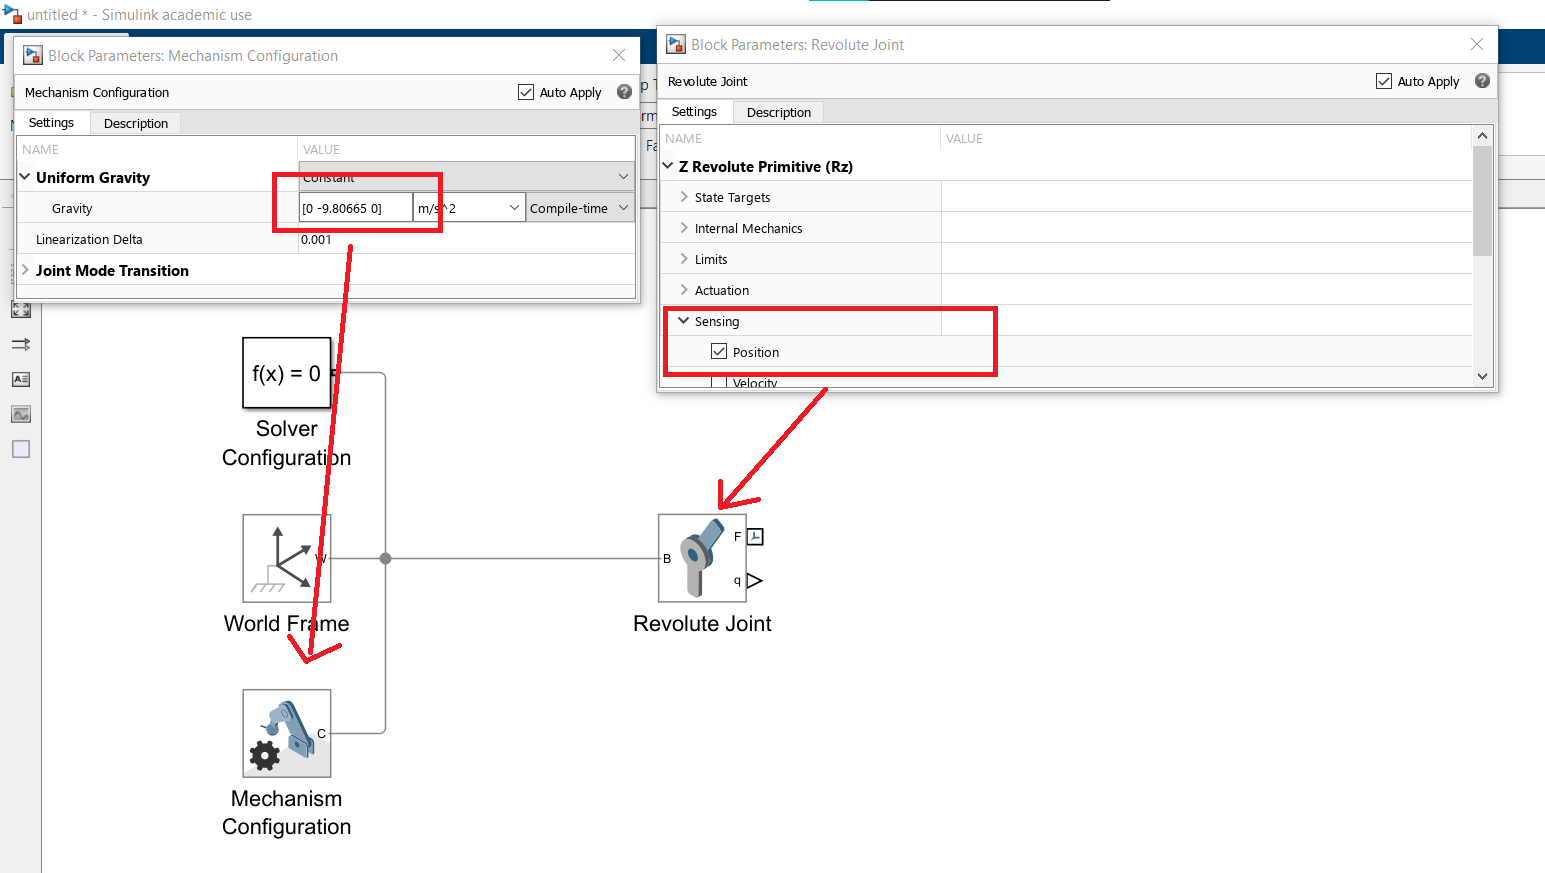 untitled * - Simulink academic use
Block Parameters: Mechanism Configuration
Mechanism Configuration
Auto Apply
Settings
Description
NAME
VALUE
Uniform Gravity
Constant
Gravity
[0 -9.80665 0]
m/s^2
Compile-time
Linearization Delta
0.001
Joint Mode Transition
Block Parameters: Revolute Joint
Revolute Joint
Auto Apply
Settings
Description
NAME
VALUE
Z Revolute Primitive (Rz)
State Targets
Internal Mechanics
Limits
Actuation
Sensing
Position
Velocity
f(x) = 0
Solver
Configuration
W
World Frame
C
Mechanism
Configuration
B
F
q
Revolute Joint